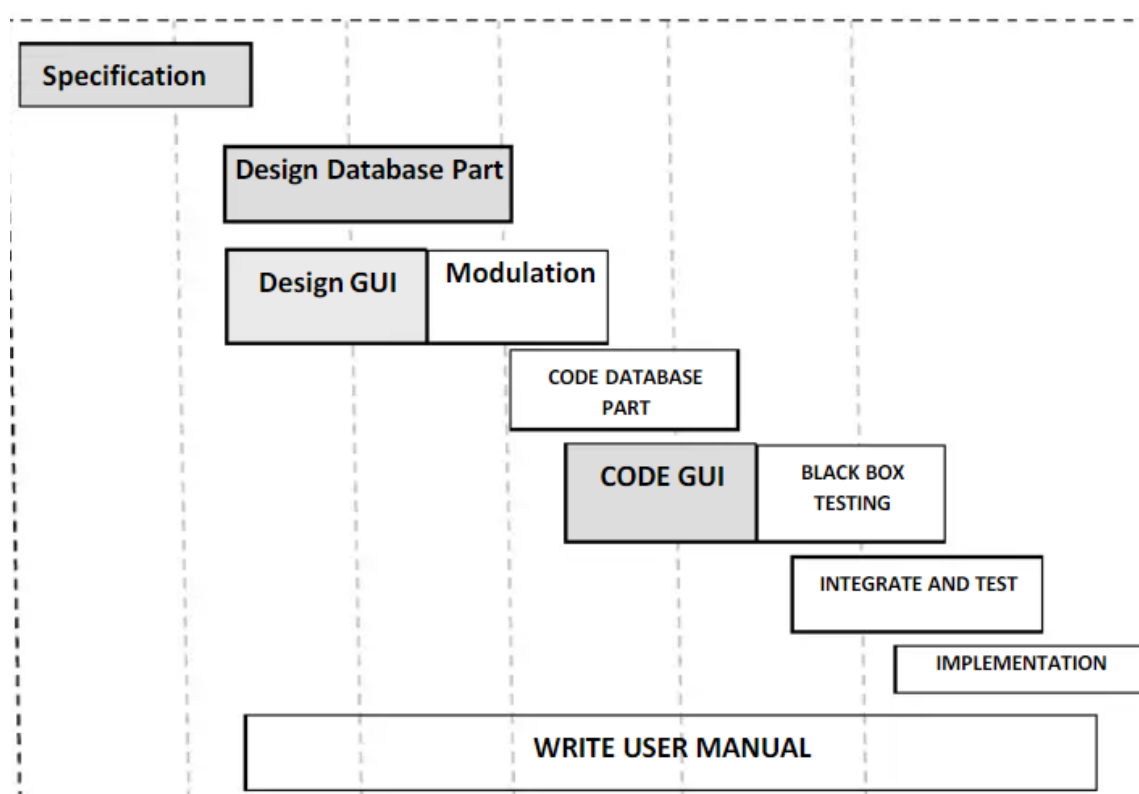 Specification
Design Database Part
Design GUI
Modulation
CODE DATABASE
PART
CODE GUI
BLACK BOX
TESTING
INTEGRATE AND TEST
IMPLEMENTATION
WRITE USER MANUAL